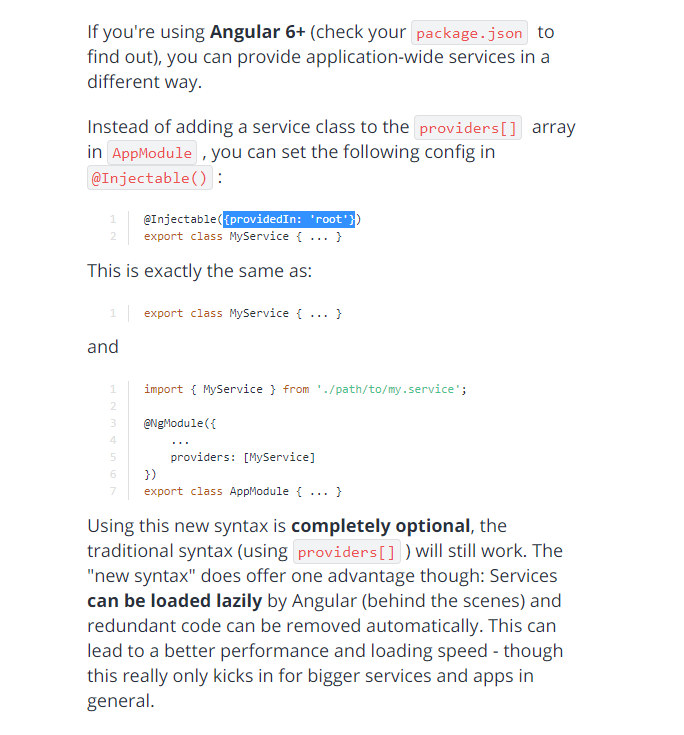 If you're using Angular 6+ (check your package.json to
find out), you can provide application-wide services in a
different way.
Instead of adding a service class to the providers[] array
in AppModule , you can set the following config in
@Injectable() :
1 @Injectable({providedIn: 'root'})
2 export class MyService { ... }
This is exactly the same as:
1 export class MyService { ... }
and
1 import { MyService } from './path/to/my.service';
2
3 @NgModule({
4 ...
5 providers: [MyService]
6 })
7 export class AppModule { ... }
Using this new syntax is completely optional, the
traditional syntax (using providers[] ) will still work. The
"new syntax" does offer one advantage though: Services
can be loaded lazily by Angular (behind the scenes) and
redundant code can be removed automatically. This can
lead to a better performance and loading speed - though
this really only kicks in for bigger services and apps in
general.